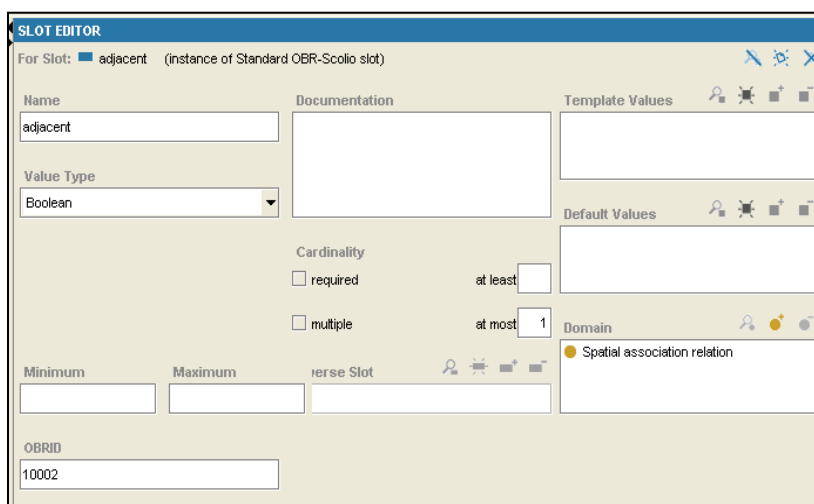 SLOT EDITOR
For Slot: adjacent (instance of Standard OBR-Scolio slot)
Name
Documentation
Template Values
adjacent
Value Type
Boolean
Default Values
Cardinality
required
at least
multiple
at most 1
Domain
Spatial association relation
Minimum
Maximum
verse Slot
OBRID
10002